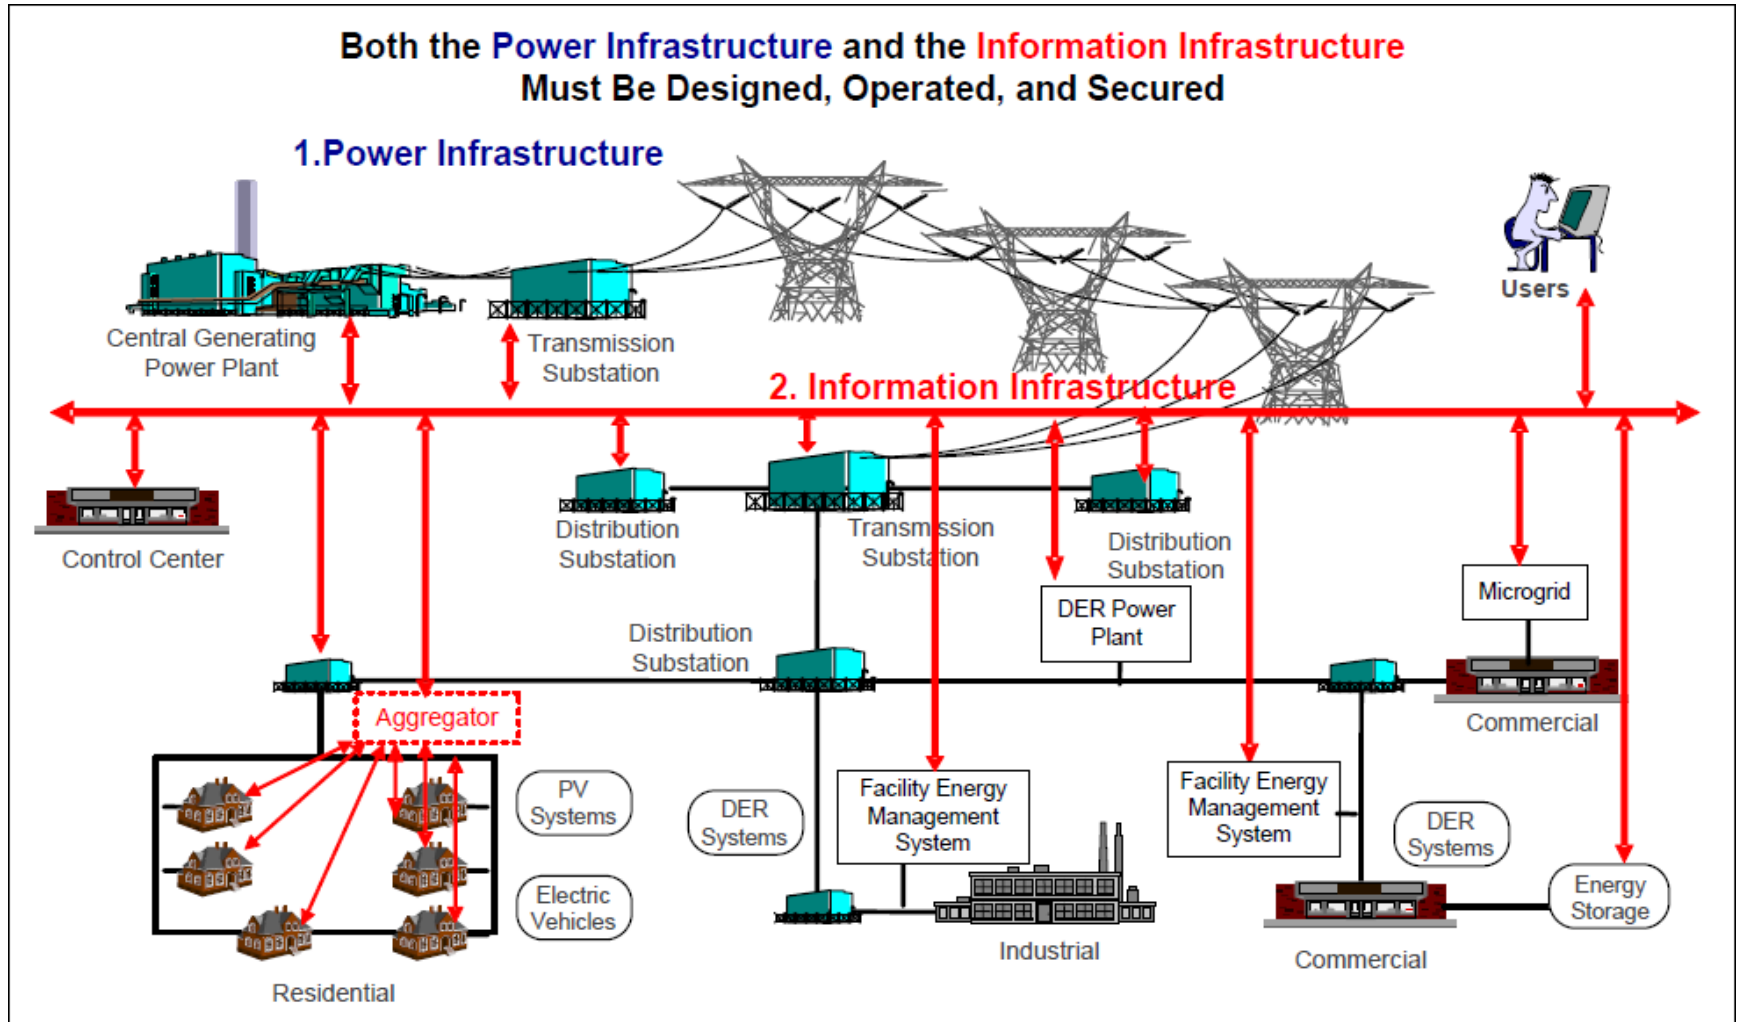 Both the Power Infrastructure and the Information Infrastructure
Must Be Designed, Operated, and Secured
1.Power Infrastructure
Users
Central Generating
Power Plant
Transmission
Substation
2. Information Infrastructure
Control Center
Distribution
Substation
Transmission
Substation
Distribution
Substation
DER Power
Plant
Microgrid
Distribution
Substation
Aggregator
Commercial
PV
Systems
DER
Systems
Facility Energy
Management
System
Facility Energy
Management
System
DER
Systems
Electric
Vehicles
Energy
Storage
Industrial
Commercial
Residential